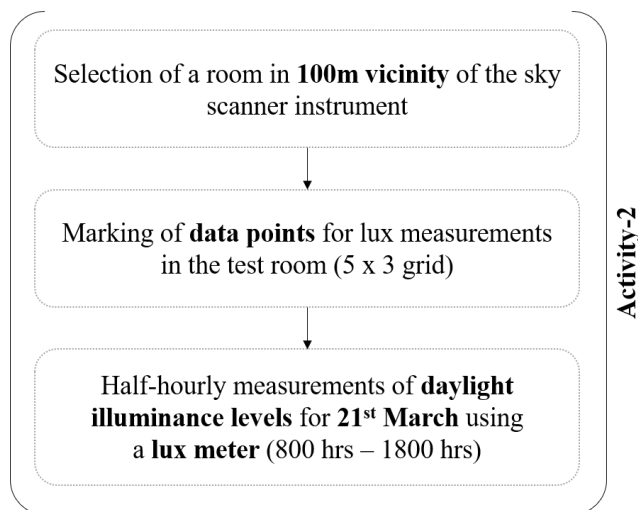 Selection of a room in 100m vicinity of the sky
scanner instrument
Marking of data points for lux measurements
in the test room (5 x 3 grid)
Half-hourly measurements of daylight
illuminance levels for 21st March using
a lux meter (800 hrs – 1800 hrs)
Activity-2